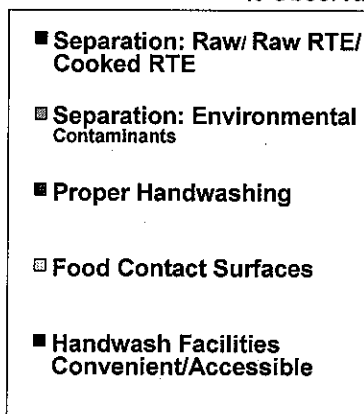 Separation: Raw/ Raw RTE/
Cooked RTE
Separation: Environmental
Contaminants
Proper Handwashing
Food Contact Surfaces
Handwash Facilities
Convenient/Accessible